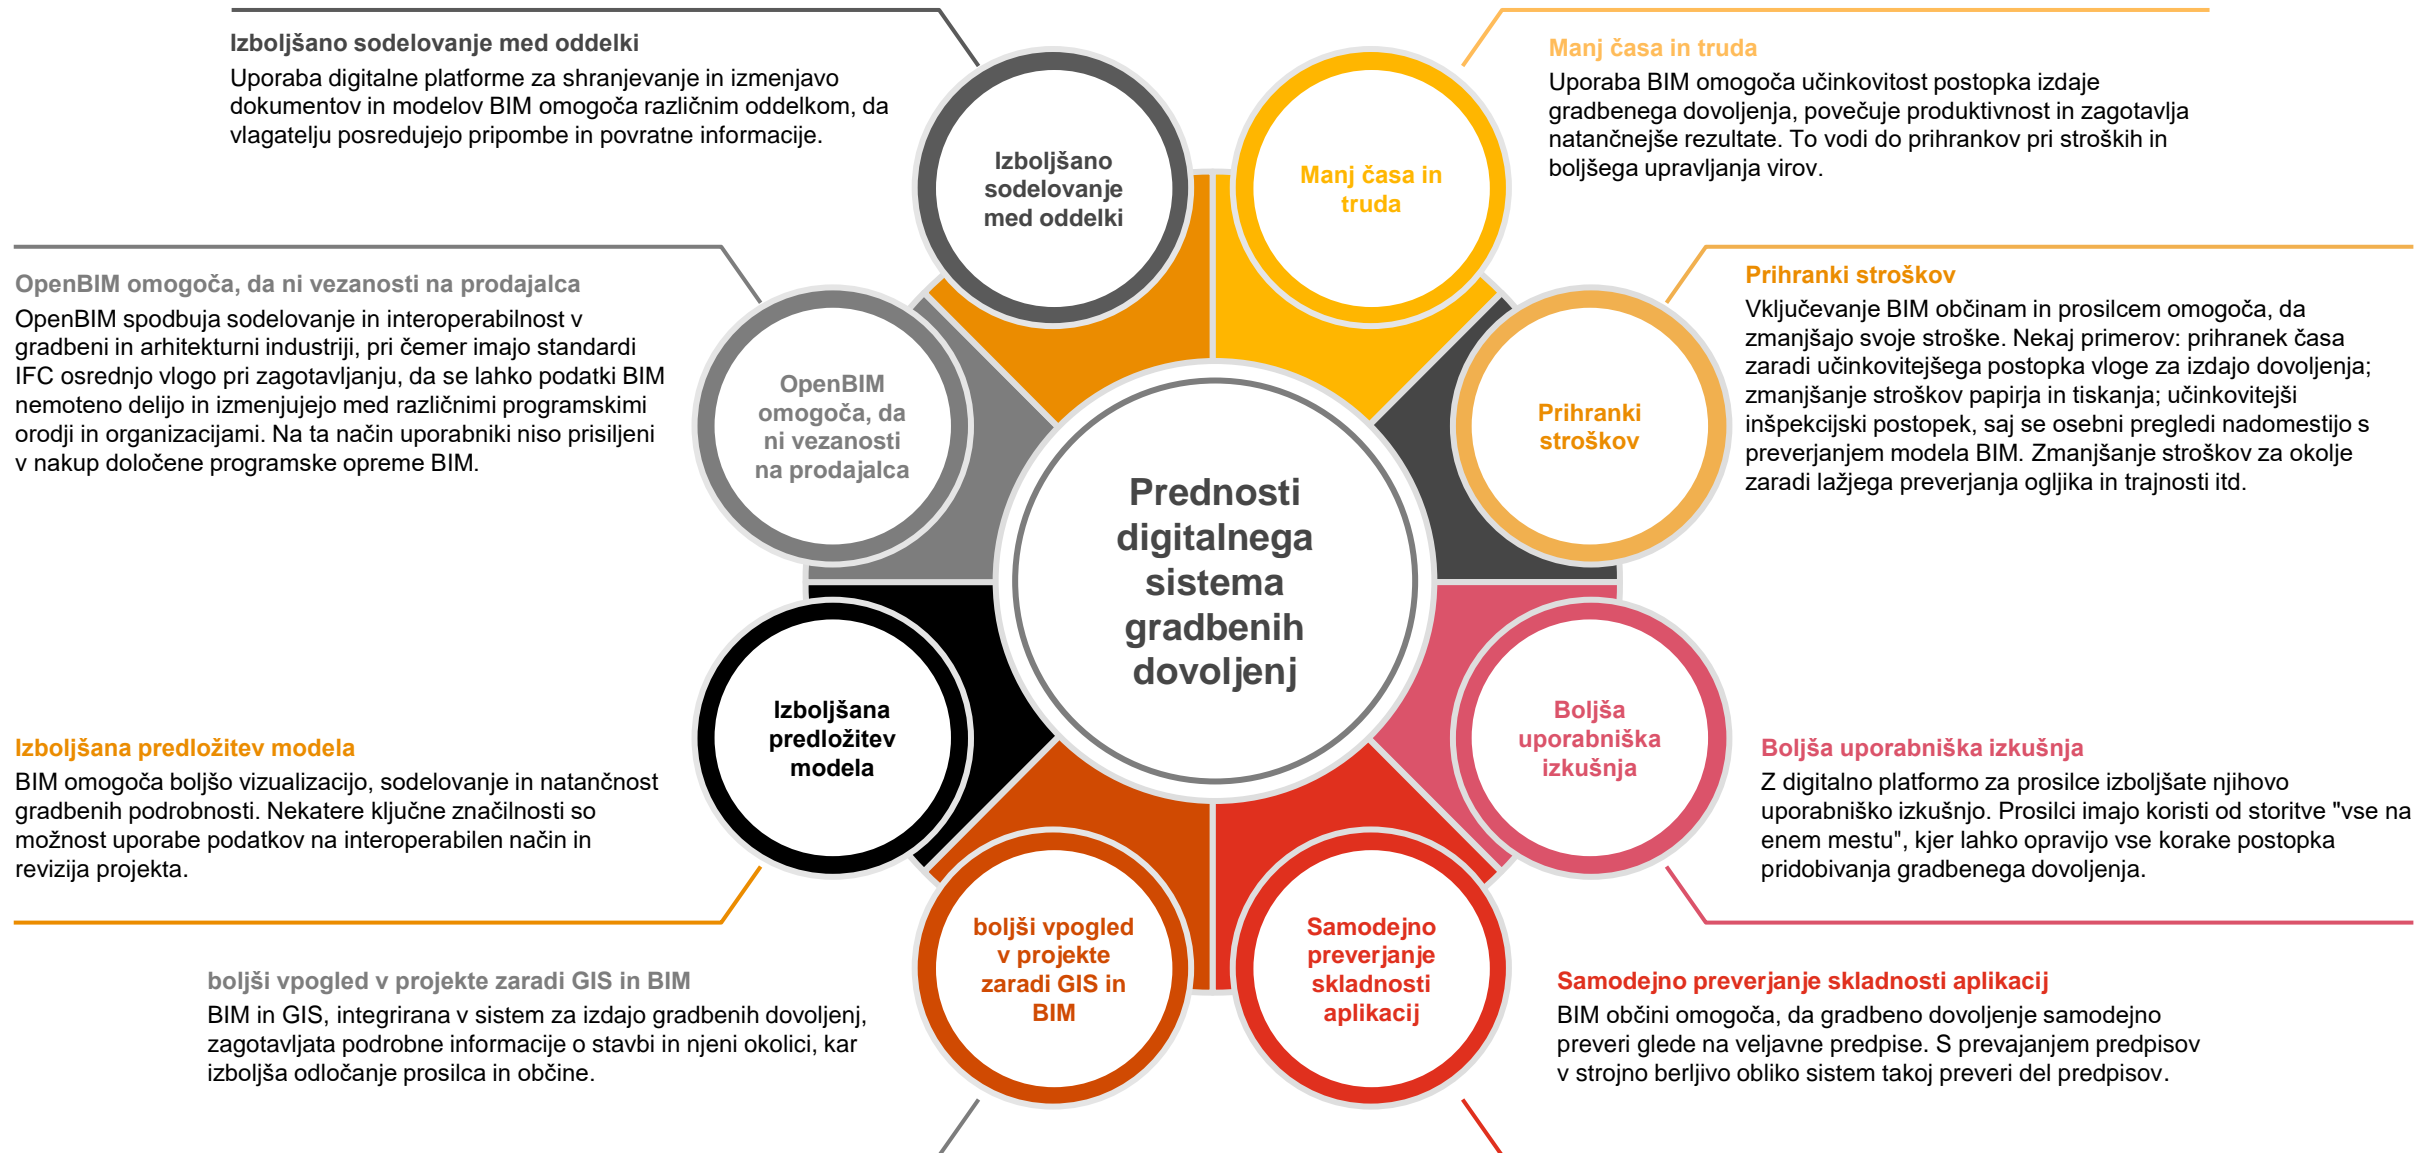 Izboljšano sodelovanje med oddelki
Uporaba digitalne platforme za shranjevanje in izmenjavo
dokumentov in modelov BIM omogoča različnim oddelkom, da
vlagatelju posredujejo pripombe in povratne informacije.
Manj časa in truda
Uporaba BIM omogoča učinkovitost postopka izdaje
gradbenega dovoljenja, povečuje produktivnost in zagotavlja
natančnejše rezultate. To vodi do prihrankov pri stroških in
boljšega upravljanja virov.
Izboljšano
sodelovanje
med oddelki
Manj časa in
truda
OpenBIM omogoča, da ni vezanosti na prodajalca
OpenBIM spodbuja sodelovanje in interoperabilnost v
gradbeni in arhitekturni industriji, pri čemer imajo standardi
IFC osrednjo vlogo pri zagotavljanju, da se lahko podatki BIM
nemoteno delijo in izmenjujejo med različnimi programskimi
orodji in organizacijami. Na ta način uporabniki niso prisiljeni
v nakup določene programske opreme BIM.
OpenBIM
omogoča, da
ni vezanosti
na prodajalca
Prihranki
stroškov
Prihranki stroškov
Vključevanje BIM občinam in prosilcem omogoča, da
zmanjšajo svoje stroške. Nekaj primerov: prihranek časa
zaradi učinkovitejšega postopka vloge za izdajo dovoljenja;
zmanjšanje stroškov papirja in tiskanja; učinkovitejši
inšpekcijski postopek, saj se osebni pregledi nadomestijo s
preverjanjem modela BIM. Zmanjšanje stroškov za okolje
zaradi lažjega preverjanja ogljika in trajnosti itd.
Prednosti
digitalnega
sistema
gradbenih
dovoljenj
Izboljšana predložitev modela
BIM omogoča boljšo vizualizacijo, sodelovanje in natančnost
gradbenih podrobnosti. Nekatere ključne značilnosti so
možnost uporabe podatkov na interoperabilen način in
revizija projekta.
Izboljšana
predložitev
modela
Boljša
uporabniška
izkušnja
Boljša uporabniška izkušnja
Z digitalno platformo za prosilce izboljšate njihovo
uporabniško izkušnjo. Prosilci imajo koristi od storitve "vse na
enem mestu", kjer lahko opravijo vse korake postopka
pridobivanja gradbenega dovoljenja.
boljši vpogled
v projekte
zaradi GIS in
BIM
Samodejno
preverjanje
skladnosti
aplikacij
boljši vpogled v projekte zaradi GIS in BIM
BIM in GIS, integrirana v sistem za izdajo gradbenih dovoljenj,
zagotavljata podrobne informacije o stavbi in njeni okolici, kar
izboljša odločanje prosilca in občine.
Samodejno preverjanje skladnosti aplikacij
BIM občini omogoča, da gradbeno dovoljenje samodejno
preveri glede na veljavne predpise. S prevajanjem predpisov
v strojno berljivo obliko sistem takoj preveri del predpisov.